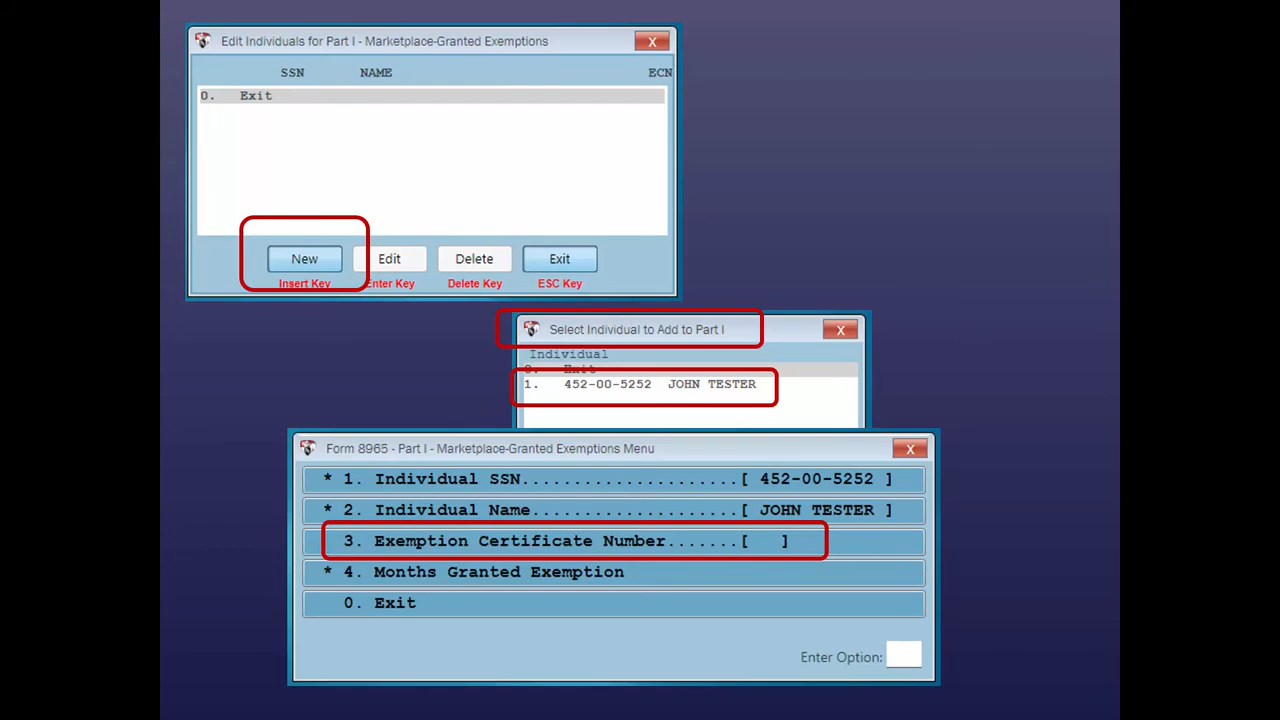 Edit Individuals for Part I - Marketplace-Granted Exemptions
X
SSN NAME ECN
0. Exit
New Edit Delete Exit
Insert Key Enter Key Delete Key ESC Key
Select Individual to Add to Part I
X
Individual
0. Exit
1. 452-00-5252 JOHN TESTER
Form 8965 - Part I - Marketplace-Granted Exemptions Menu
X
* 1. Individual SSN.....................[ 452-00-5252 ]
* 2. Individual Name....................[ JOHN TESTER ]
3. Exemption Certificate Number.......[ ]
* 4. Months Granted Exemption
0. Exit
Enter Option: